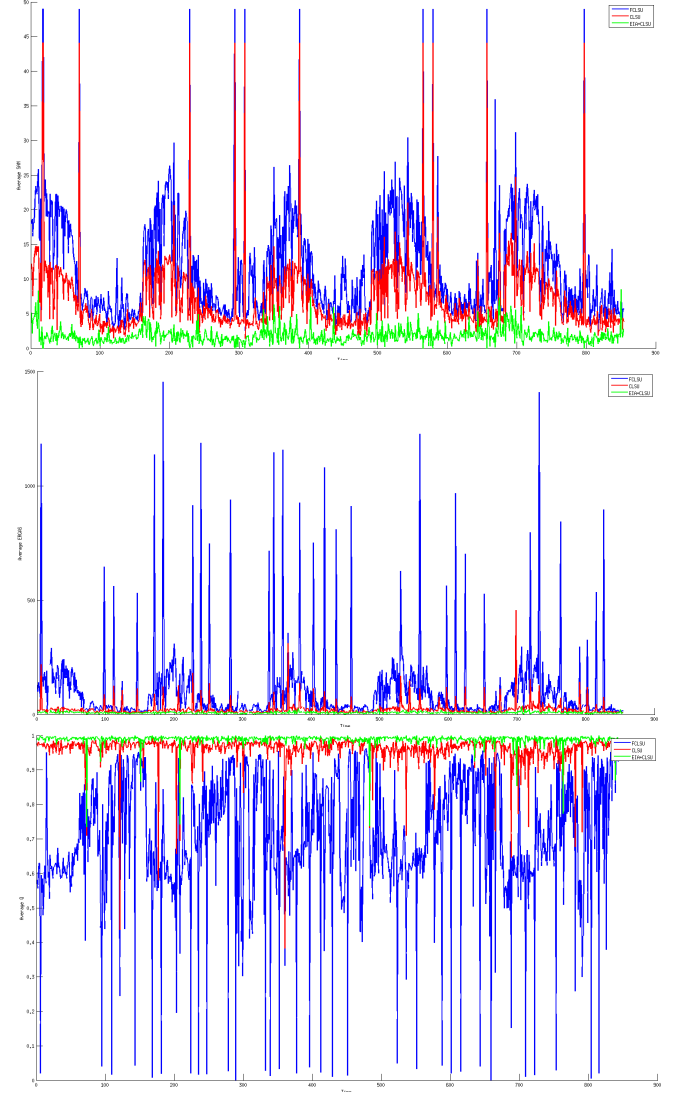 50
45
40
35
30
25
20
15
10
5
0
Average SAM
0 100 200 300 400 500 600 700 800 900
Time
FCLSU
CLSU
EIA+CLSU
1500
1000
500
0
Average ERGAS
0 100 200 300 400 500 600 700 800 900
Time
FCLSU
CLSU
EIA+CLSU
1
0.9
0.8
0.7
0.6
0.5
0.4
0.3
0.2
0.1
0
Average Q
0 100 200 300 400 500 600 700 800 900
Time
FCLSU
CLSU
EIA+CLSU